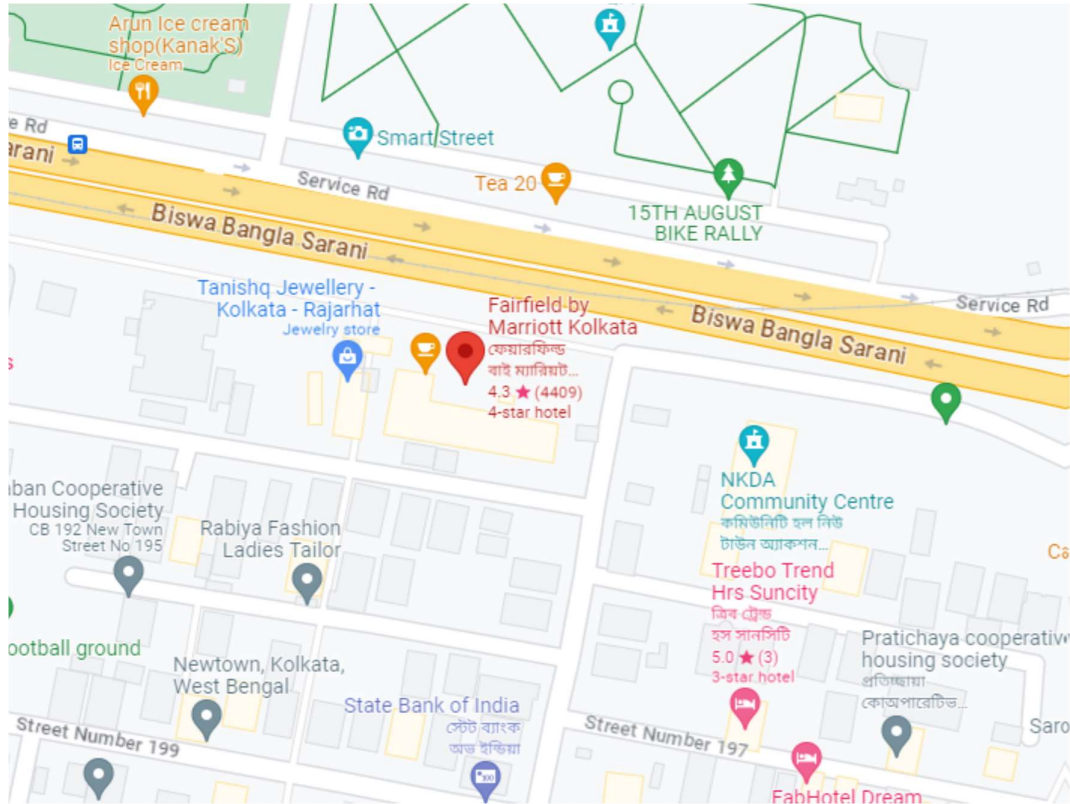 Arun Ice cream
shop(Kanak'S)
Ice Cream
e Rd
arani
Smart Street
Service Rd
Tea 20
15TH AUGUST
BIKE RALLY
Biswa Bangla Sarani
Service Rd
Biswa Bangla Sarani
Tanishq Jewellery -
Kolkata - Rajarhat
Jewelry store
Fairfield by
Marriott Kolkata
ফেয়ারফিল্ড
বাই ম্যারিয়ট...
4.3 ★ (4409)
4-star hotel
s
NKDA
Community Centre
কমিউনিটি হল নিউ
টাউন অ্যাকশন...
aban Cooperative
Housing Society
CB 192 New Town
Street No 195
Rabiya Fashion
Ladies Tailor
Treebo Trend
Hrs Suncity
ত্রিব ট্রেন্ড
হস সানসিটি
5.0 ★ (3)
3-star hotel
Pratichaya cooperativ
housing society
প্রতিচ্ছায়া
কোঅপারেটিভ...
ootball ground
Newtown, Kolkata,
West Bengal
State Bank of India
স্টেট ব্যাংক
অভ ইন্ডিয়া
Saro
Street Number 199
Street Number 197
FabHotel Dream